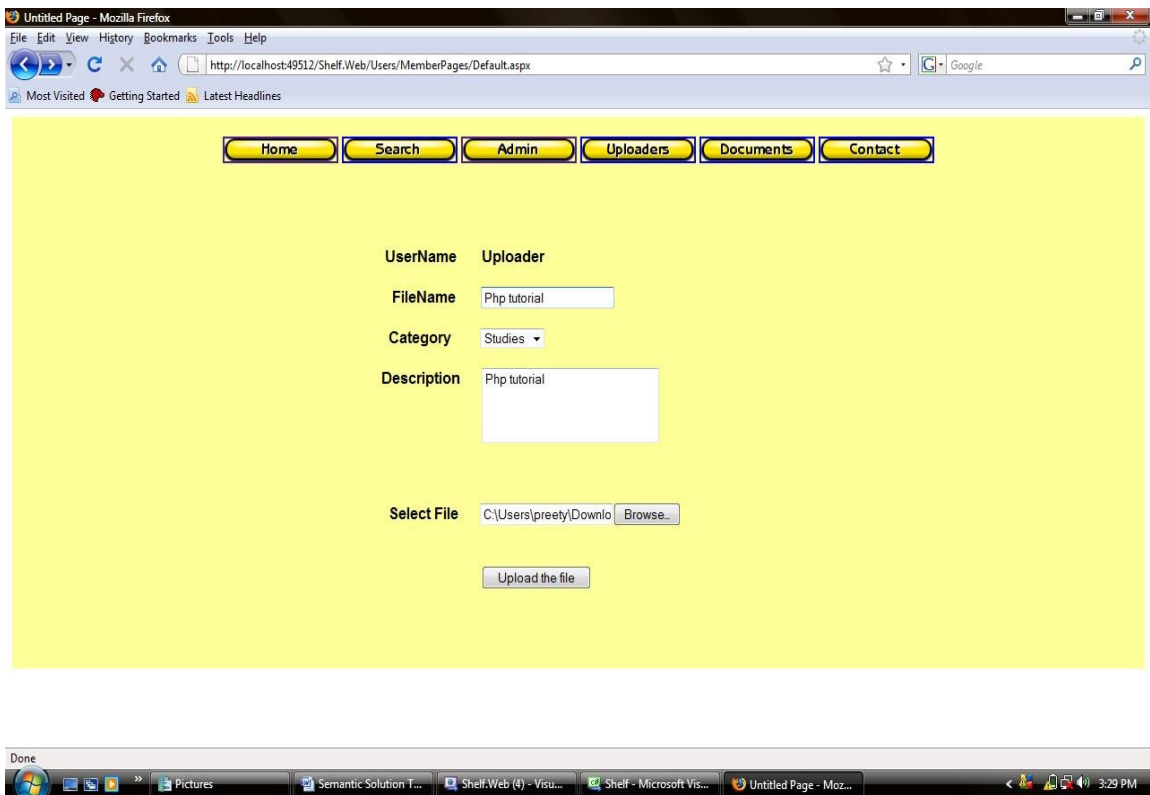 Untitled Page - Mozilla Firefox
File Edit View History Bookmarks Tools Help
http://localhost:49512/Shelf.Web/Users/MemberPages/Default.aspx
G Google
Most Visited Getting Started Latest Headlines
Home Search Admin Uploaders Documents Contact
UserName Uploader
FileName Php tutorial
Category Studies
Description Php tutorial
Select File C:\Users\preety\Downlo Browse..
Upload the file
Done
» Pictures Semantic Solution T... Shelf.Web (4) - Visu... Shelf - Microsoft Vis... Untitled Page - Moz... < 3:29 PM